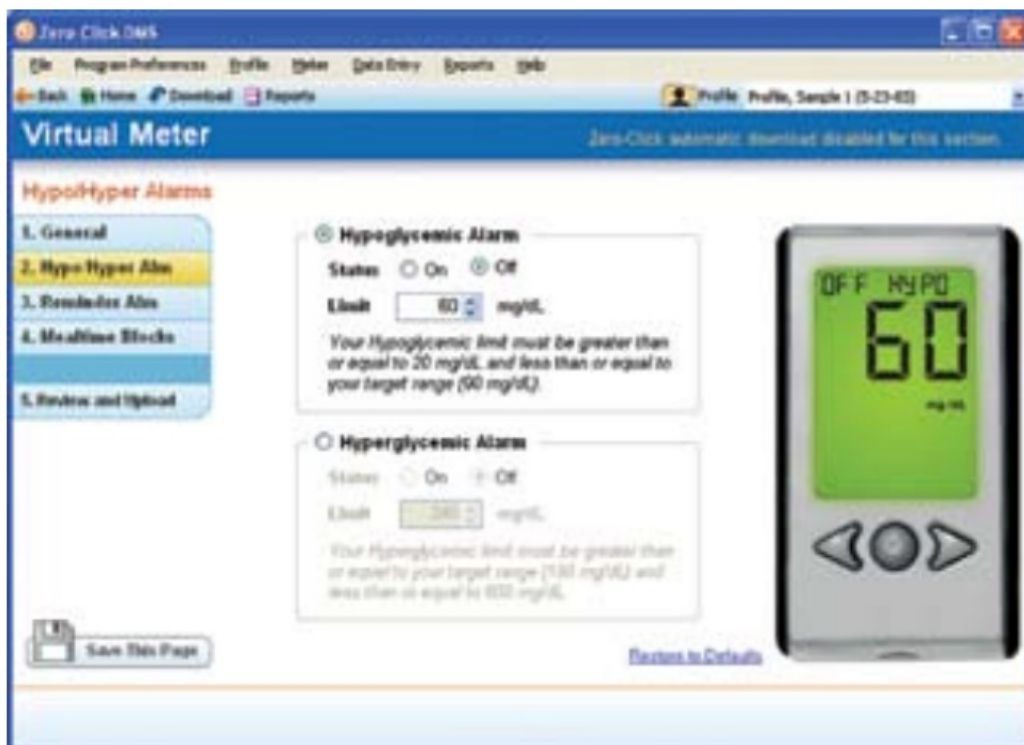 Zero Click DMS
File Program Preferences Profile Meter Data Entry Reports Help
Back Home Download Reports Profile Profile, Sample 1 (5-23-03)
Virtual Meter Zero-Click automatic download disabled for this section.
Hypo/Hyper Alarms
1. General
2. Hypo/Hyper Alm
3. Reminder Alm
4. Mealtime Blocks
5. Review and Upload
Hypoglycemic Alarm
Status On Off
Limit 60 mg/dL
Your Hypoglycemic limit must be greater than
or equal to 20 mg/dL and less than or equal to
your target range (90 mg/dL).
Hyperglycemic Alarm
Status On Off
Limit 240 mg/dL
Your Hyperglycemic limit must be greater than
or equal to your target range (180 mg/dL) and
less than or equal to 600 mg/dL.
OFF HYPO
60
mg/dL
Save This Page
Restore to Defaults